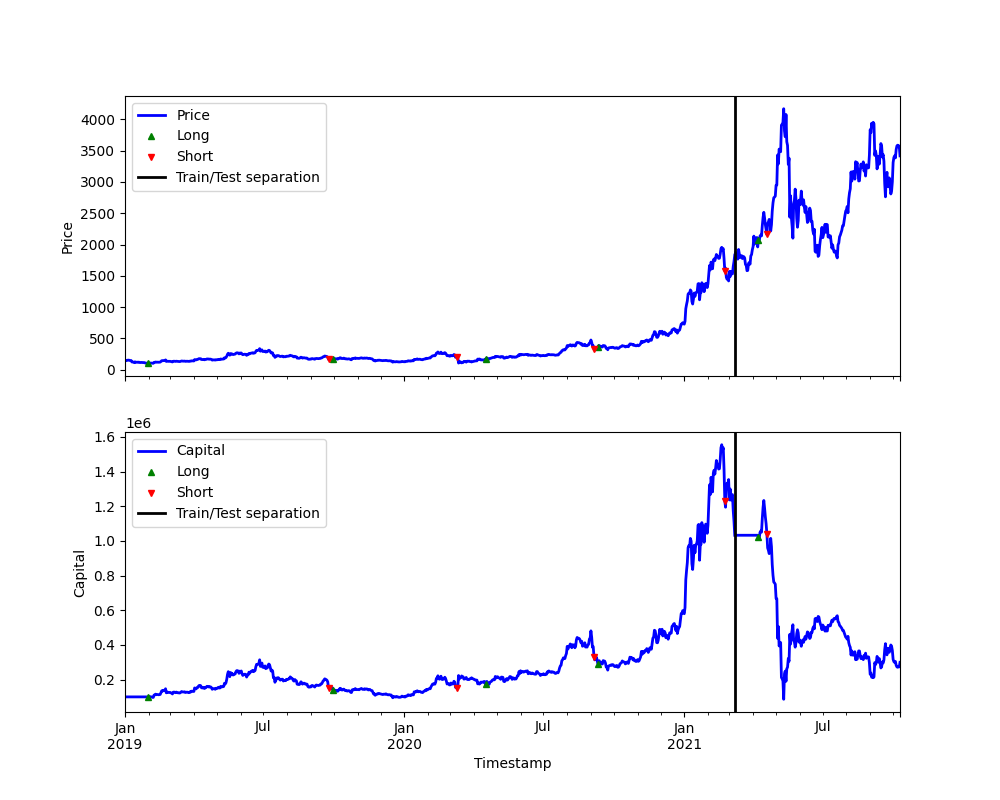 4000
3500
3000
2500
2000
1500
1000
500
0
Price
Price
Long
Short
Train/Test separation
1e6
1.6
1.4
1.2
1.0
0.8
0.6
0.4
0.2
Capital
Capital
Long
Short
Train/Test separation
Jan
2019
Jul
Jan
2020
Jul
Jan
2021
Jul
Timestamp